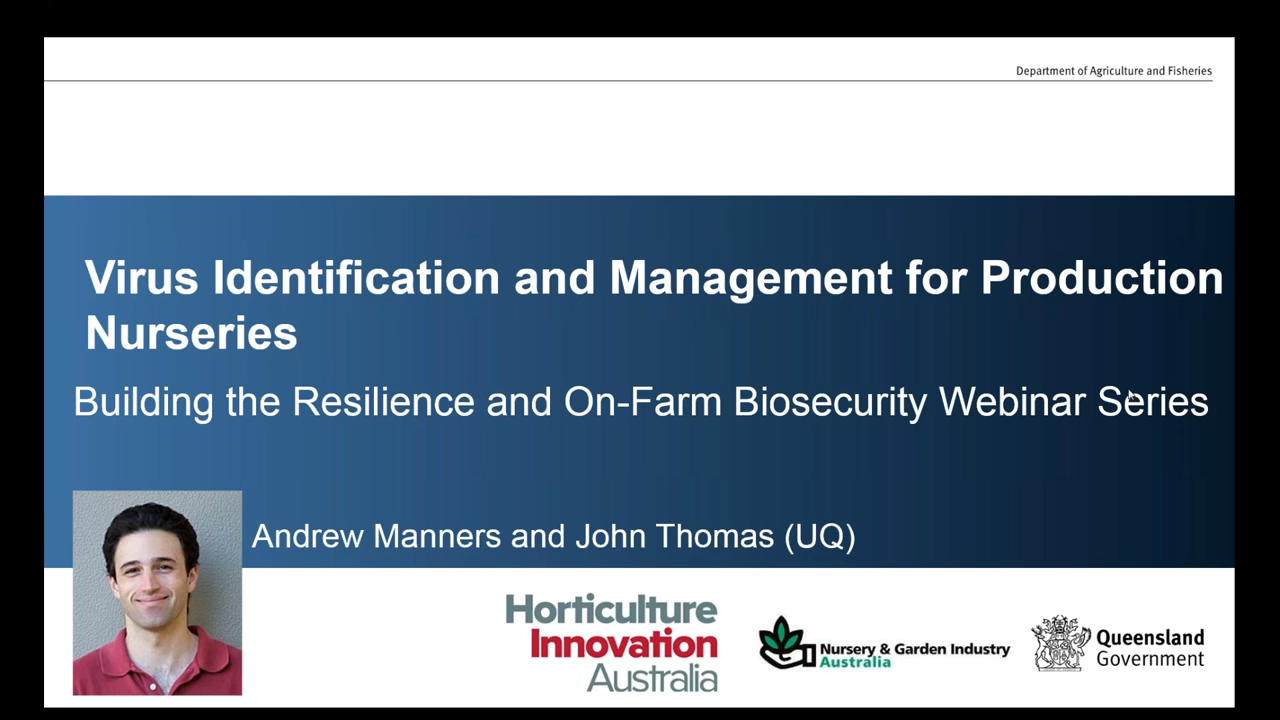 Department of Agriculture and Fisheries
Virus Identification and Management for Production
Nurseries
Building the Resilience and On-Farm Biosecurity Webinar Series
Andrew Manners and John Thomas (UQ)
Horticulture
Innovation
Australia
Nursery & Garden Industry
Australia
Queensland
Government